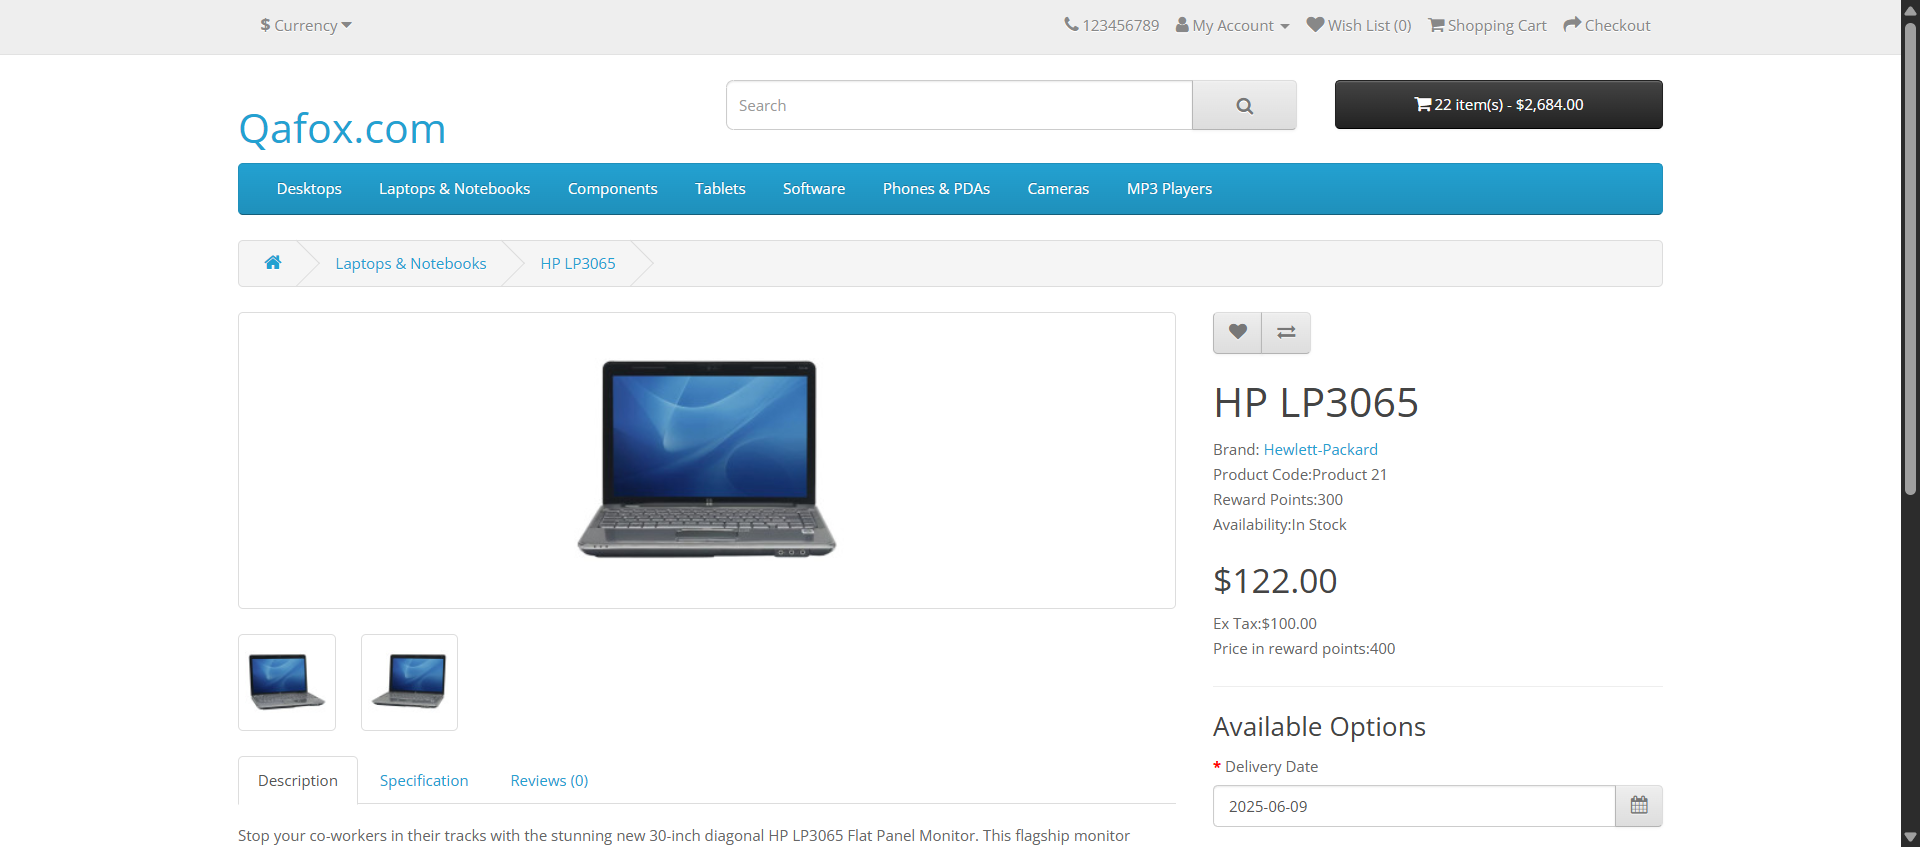 $ Currency
123456789 My Account Wish List (0) Shopping Cart Checkout
Qafox.com
Search
22 item(s) - $2,684.00
Desktops Laptops & Notebooks Components Tablets Software Phones & PDAs Cameras MP3 Players
Laptops & Notebooks HP LP3065
HP LP3065
Brand: Hewlett-Packard
Product Code:Product 21
Reward Points:300
Availability:In Stock
$122.00
Ex Tax:$100.00
Price in reward points:400
Available Options
* Delivery Date
2025-06-09
Description Specification Reviews (0)
Stop your co-workers in their tracks with the stunning new 30-inch diagonal HP LP3065 Flat Panel Monitor. This flagship monitor